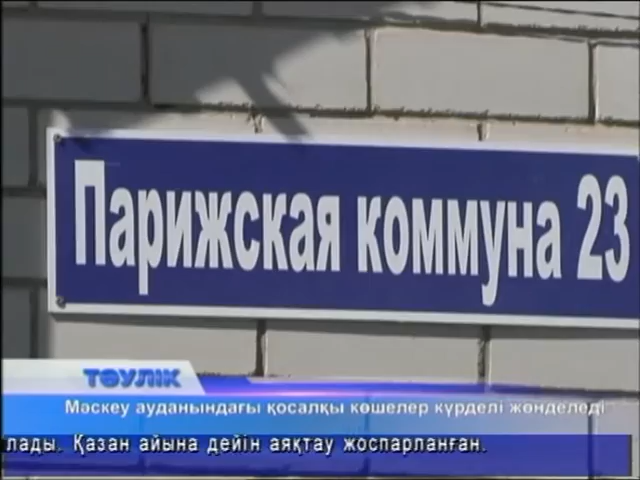 Парижская коммуна 23
ТӘУЛІК
Мәскеу ауданындағы қосалқы көшелер күрделі жөнделеді
лады. Қазан айына дейін аяқтау жоспарланған.